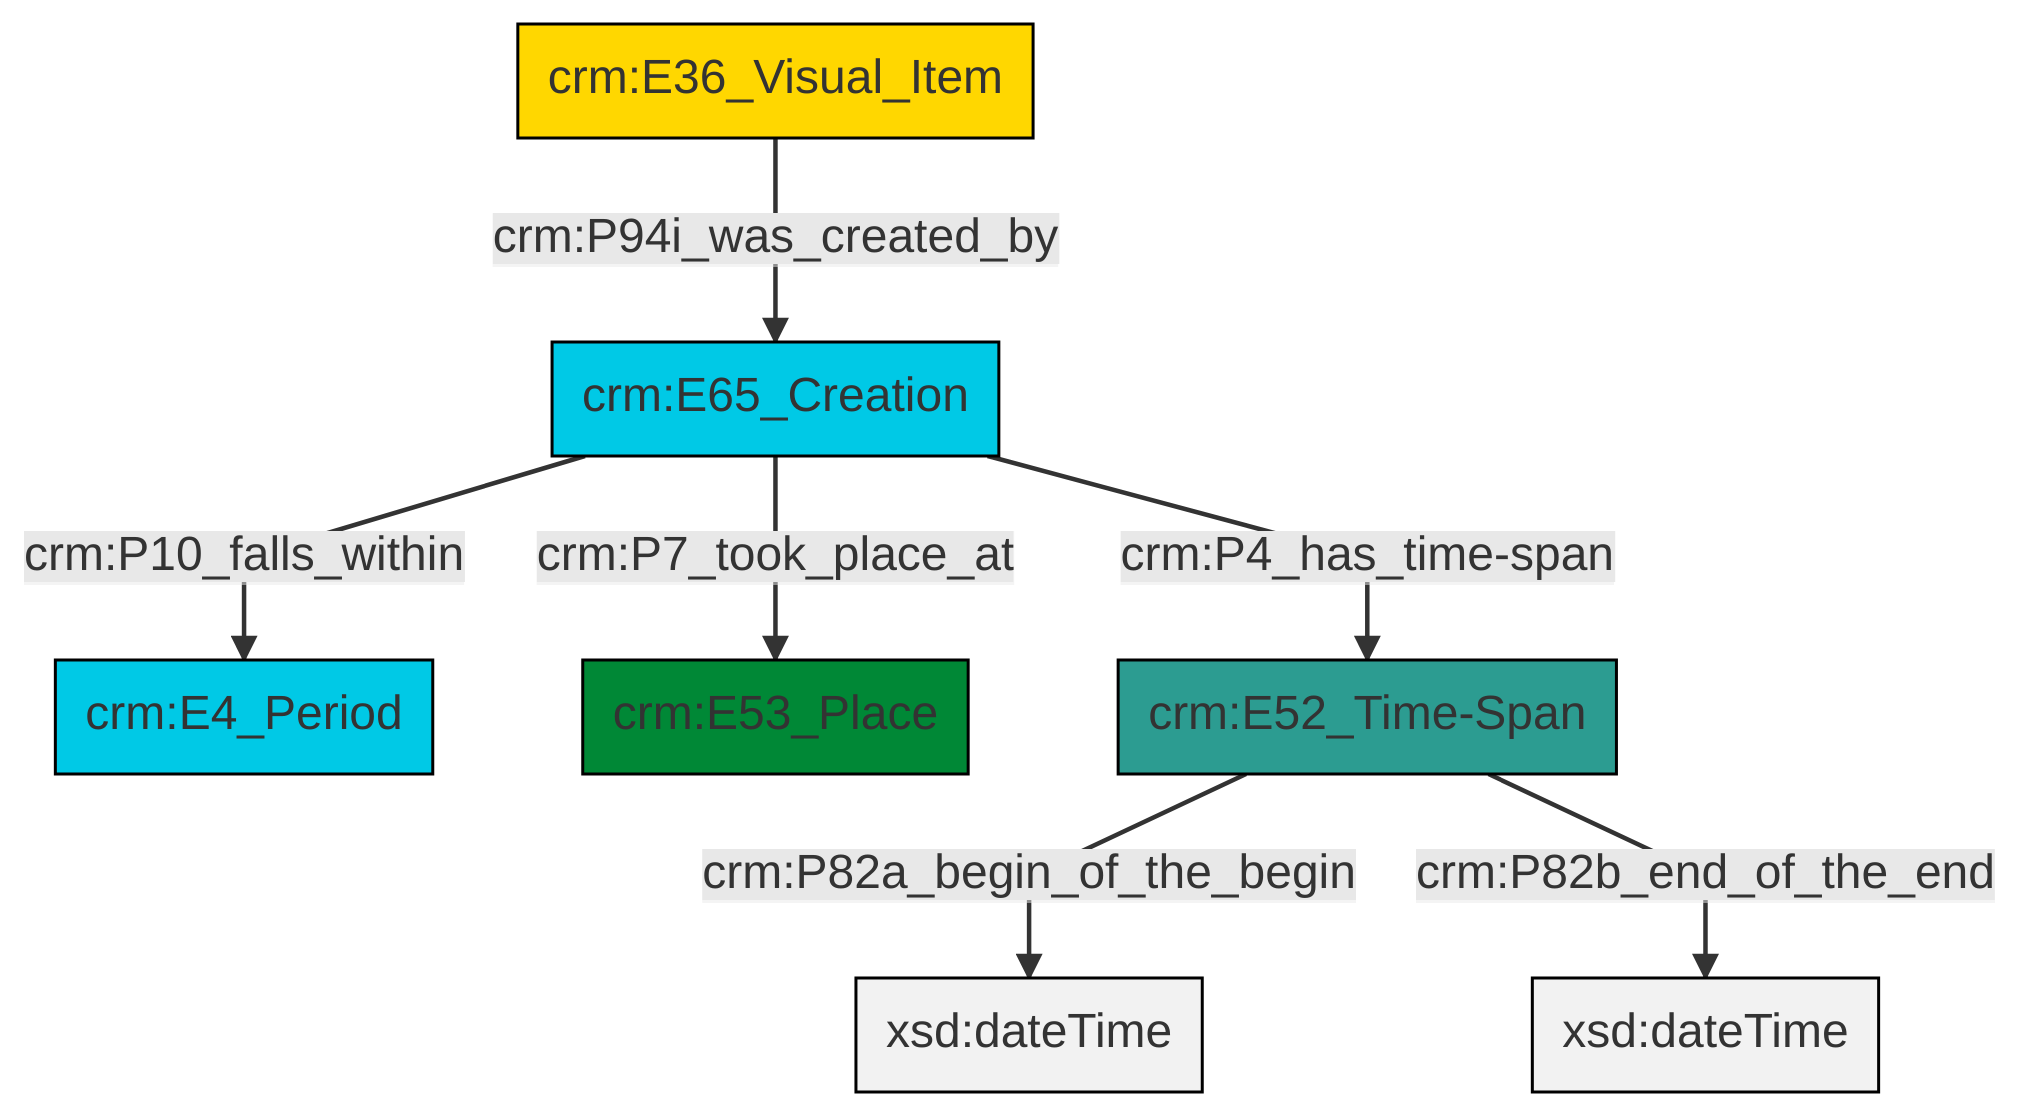 crm:E36_Visual_Item
crm:P94i_was_created_by
crm:E65_Creation
crm:P10_falls_within
crm:P7_took_place_at
crm:P4_has_time-span
crm:E4_Period
crm:E53_Place
crm:E52_Time-Span
crm:P82a_begin_of_the_begin
crm:P82b_end_of_the_end
xsd:dateTime
xsd:dateTime